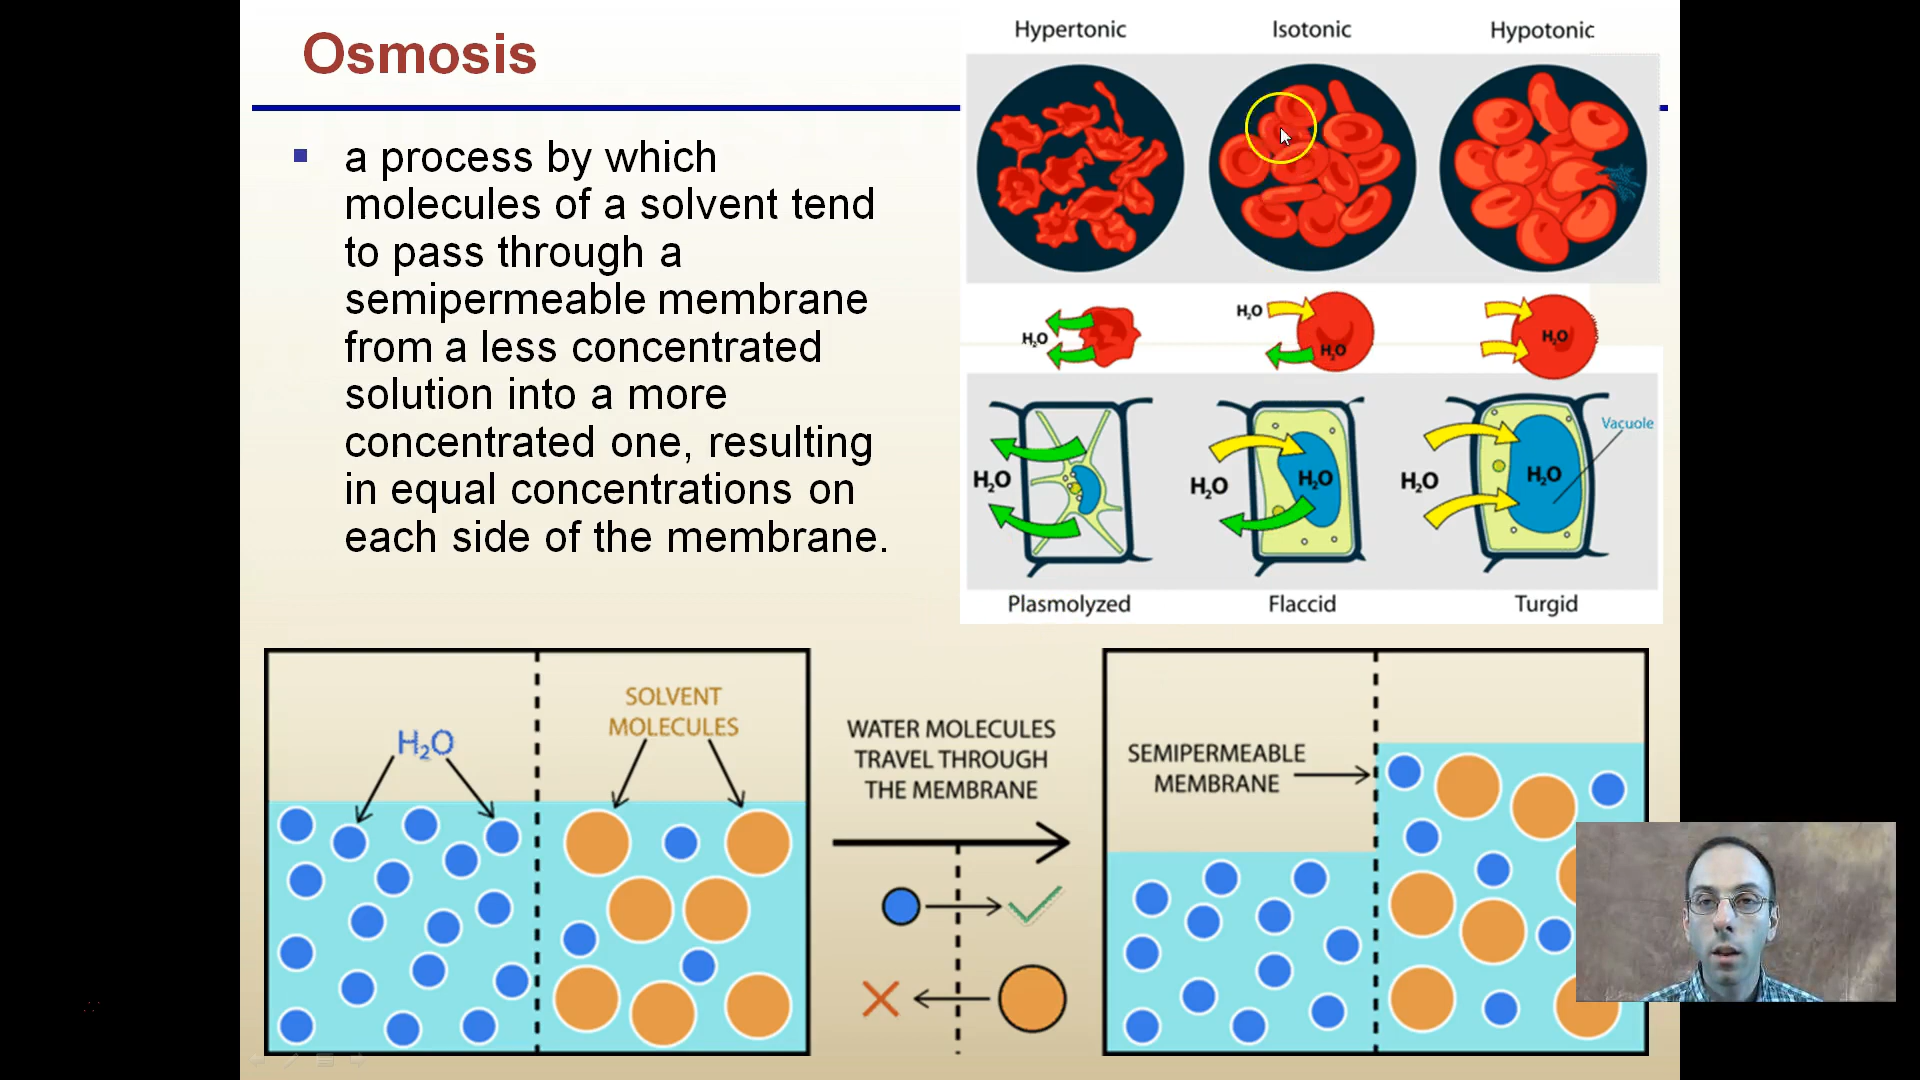 Osmosis
a process by which
molecules of a solvent tend
to pass through a
semipermeable membrane
from a less concentrated
solution into a more
concentrated one, resulting
in equal concentrations on
each side of the membrane.
Hypertonic
Isotonic
Hypotonic
H₂O
H₂O
H₂O
H₂O
H₂O
H₂O
H₂O
H₂O
H₂O
Vacuole
Plasmolyzed
Flaccid
Turgid
H₂O
SOLVENT
MOLECULES
WATER MOLECULES
TRAVEL THROUGH
THE MEMBRANE
SEMIPERMEABLE
MEMBRANE